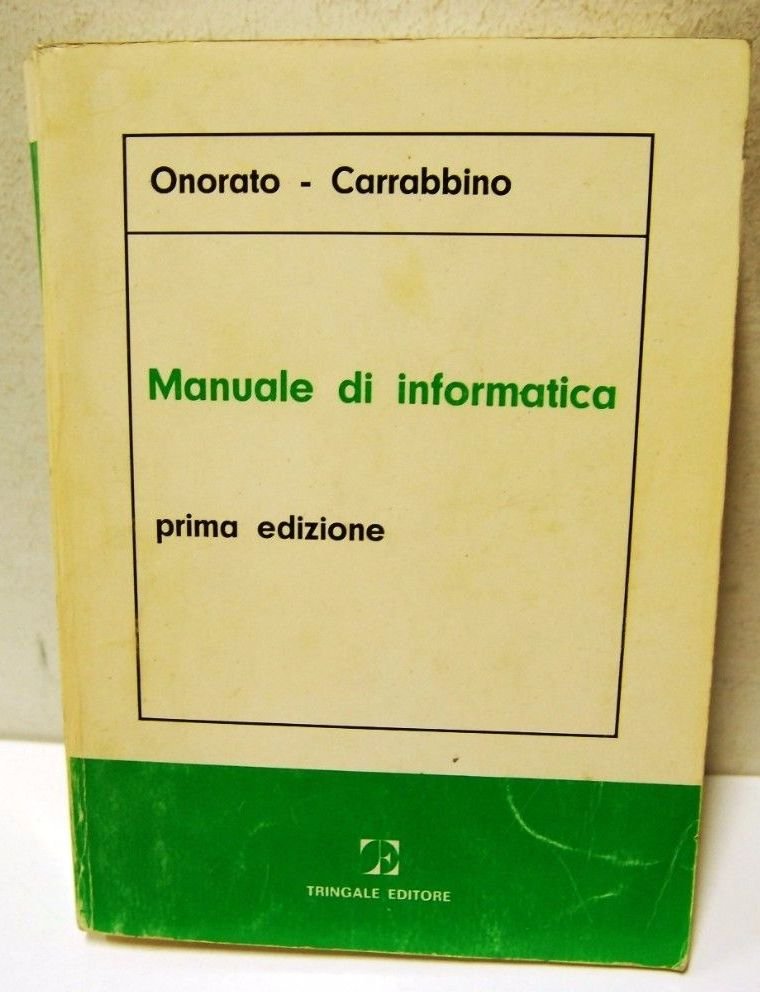 Onorato - Carrabbino
Manuale di informatica
prima edizione
TRINGALE EDITORE